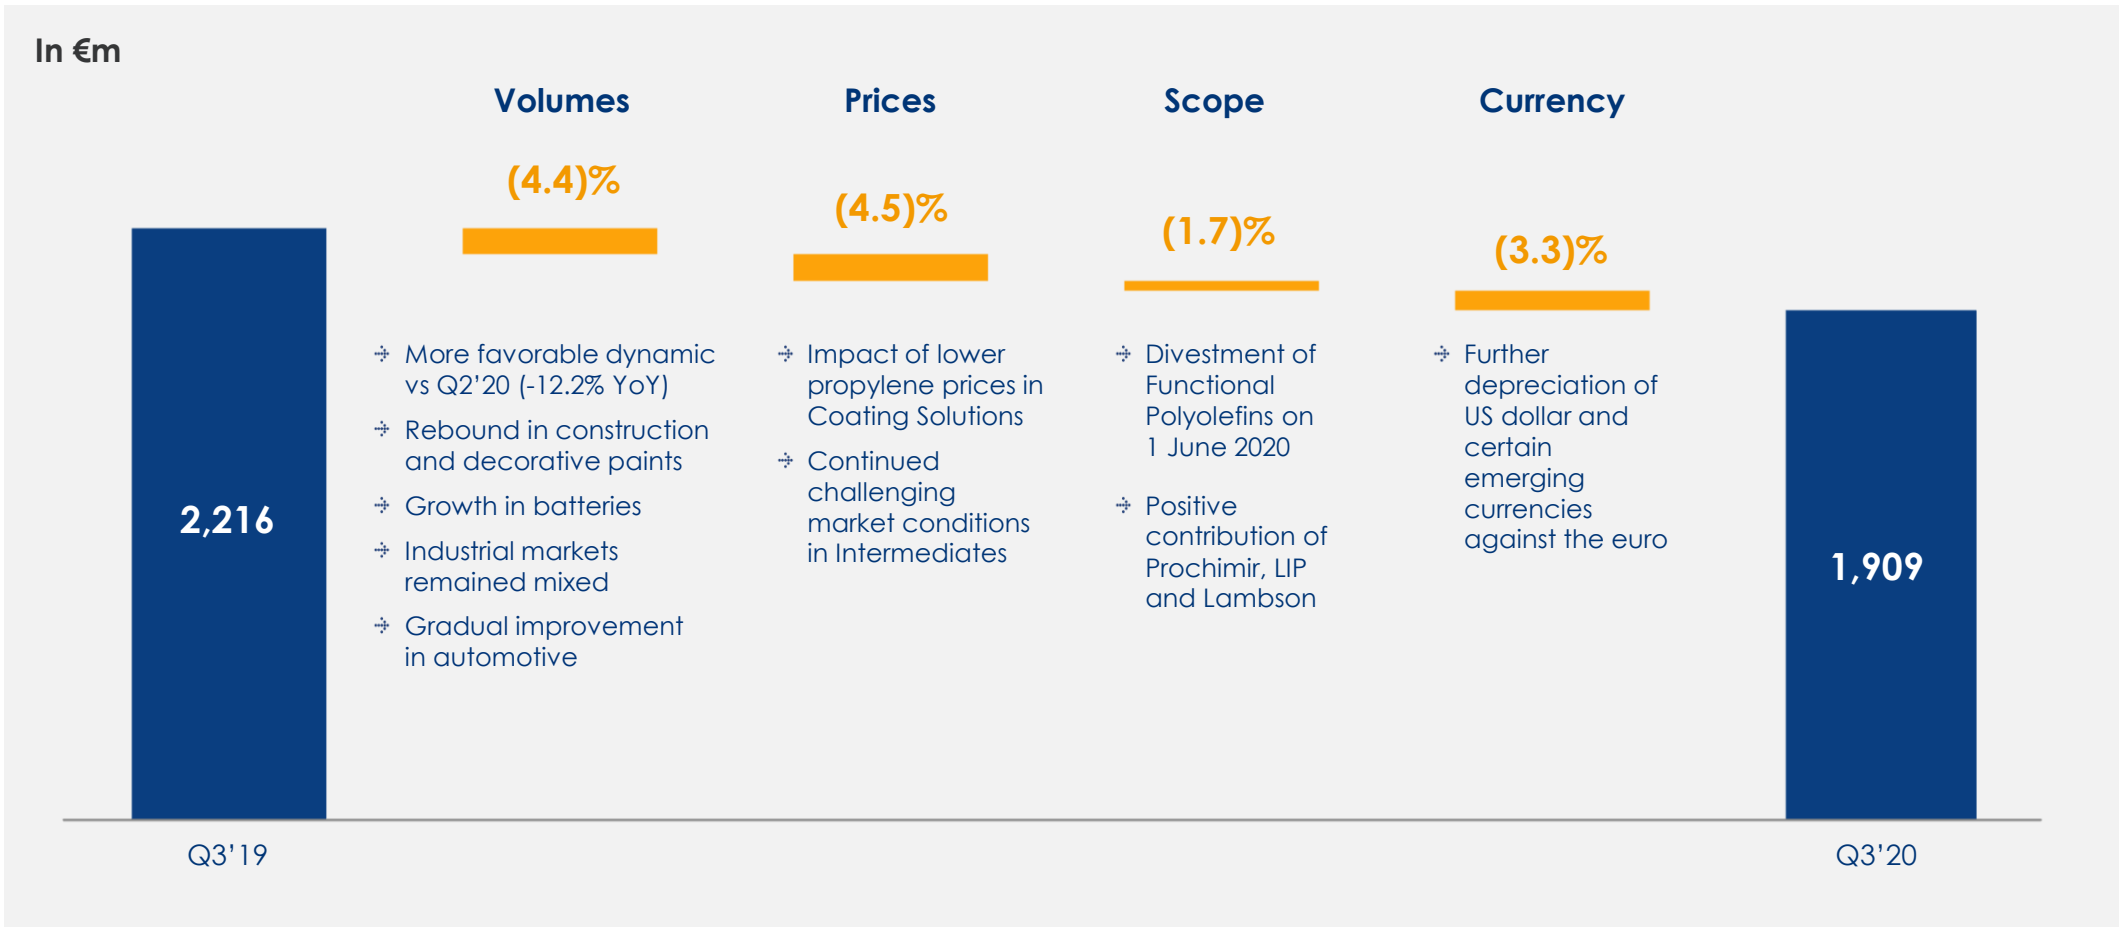 In €m
Volumes
Prices
Scope
Currency
(4.4)%
(4.5)%
(1.7)%
(3.3)%
2,216
More favorable dynamic
vs Q2’20 (-12.2% YoY)
Rebound in construction
and decorative paints
Growth in batteries
Industrial markets
remained mixed
Gradual improvement
in automotive
Impact of lower
propylene prices in
Coating Solutions
Continued
challenging
market conditions
in Intermediates
Divestment of
Functional
Polyolefins on
1 June 2020
Positive
contribution of
Prochimir, LIP
and Lambson
Further
depreciation of
US dollar and
certain
emerging
currencies
against the euro
1,909
Q3’19
Q3’20